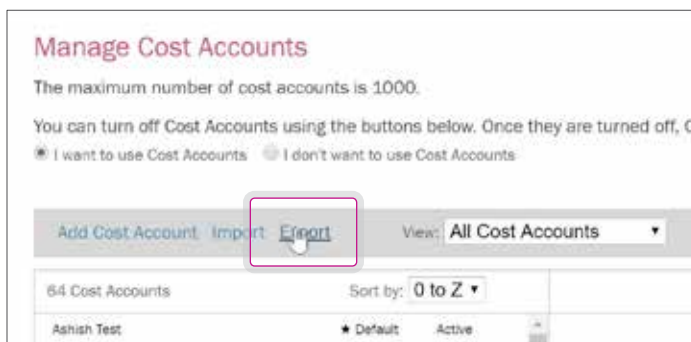 Manage Cost Accounts
The maximum number of cost accounts is 1000.
You can turn off Cost Accounts using the buttons below. Once they are turned off, C
I want to use Cost Accounts I don't want to use Cost Accounts
Add Cost Account Import Export View: All Cost Accounts
64 Cost Accounts Sort by: 0 to Z
Ashish Test ★ Default Active